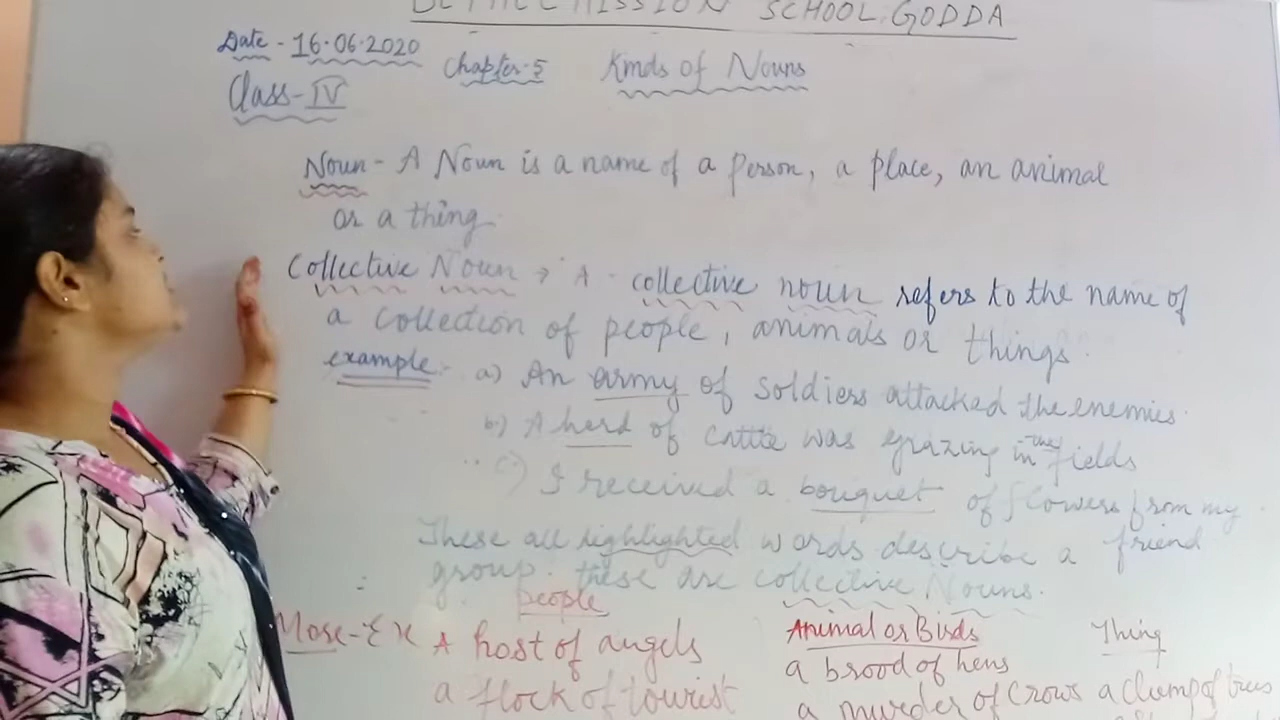 SCHOOL, GODDA
Date - 16.06.2020
Chapter-5 Kinds of Nouns
Class-IV
Noun - A Noun is a name of a person, a place, an animal
or a thing.
Collective Noun → A collective noun refers to the name of
a collection of people, animals or things.
example:- a) An army of soldiers attacked the enemies.
b.) A herd of cattle was grazing in the fields
c.) I received a bouquet of flowers from my
friend
These all highlighted words describe a
group. these are collective Nouns.
people
More-Ex A host of angels
a flock of tourist
Animal or Birds
a brood of hens
a murder of crows
Thing
a clump of trees